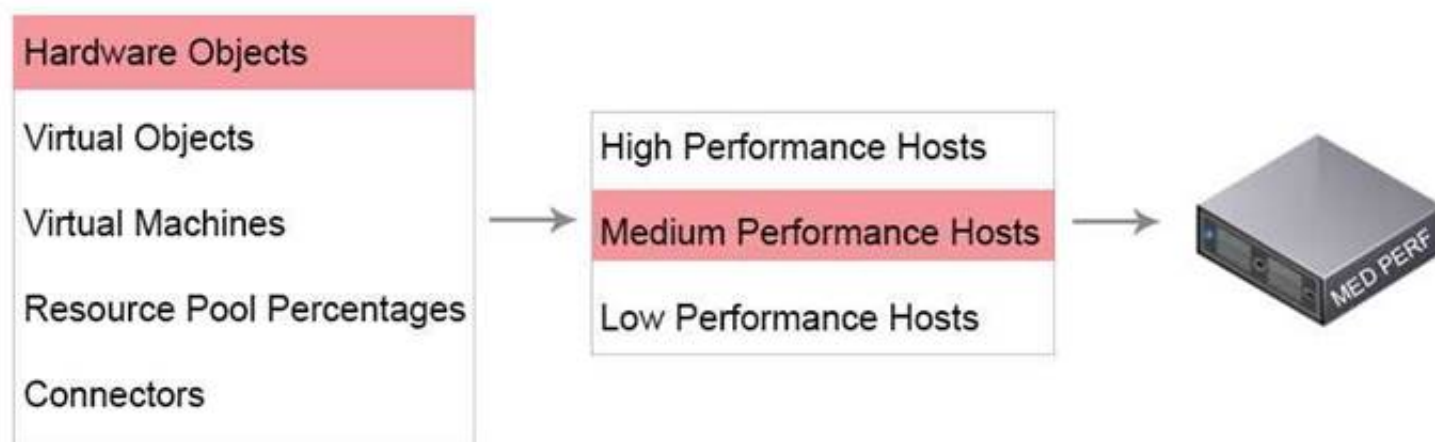 Hardware Objects
Virtual Objects
Virtual Machines
Resource Pool Percentages
Connectors
High Performance Hosts
Medium Performance Hosts
Low Performance Hosts
MED PERF